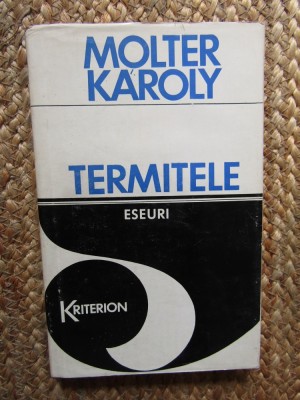 MOLTER
KÁROLY
TERMITELE
ESEURI
KRITERION